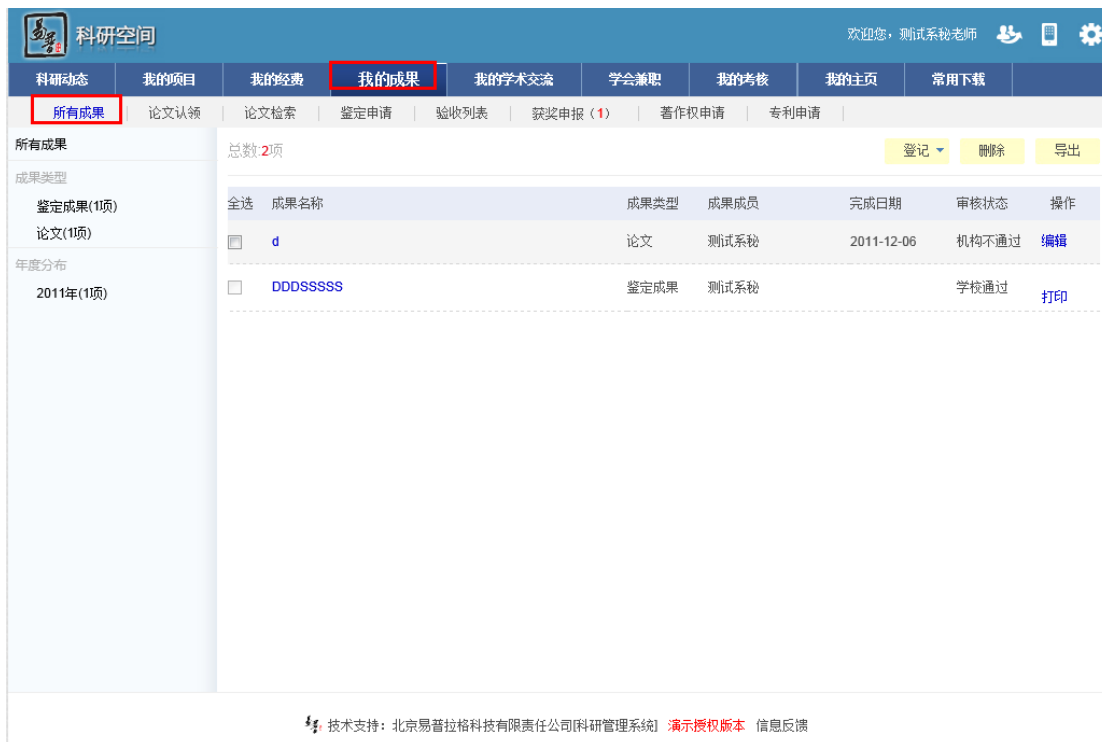 易普 科研空间 欢迎您，测试系秘老师
科研动态 我的项目 我的经费 我的成果 我的学术交流 学会兼职 我的考核 我的主页 常用下载
所有成果 论文认领 论文检索 鉴定申请 验收列表 获奖申报（1） 著作权申请 专利申请
所有成果
总数:2项 登记 删除 导出
成果类型
全选 成果名称 成果类型 成果成员 完成日期 审核状态 操作
鉴定成果(1项)
论文(1项)
d 论文 测试系秘 2011-12-06 机构不通过 编辑
年度分布
2011年(1项)
DDDSSSSS 鉴定成果 测试系秘 学校通过 打印
技术支持：北京易普拉格科技有限责任公司[科研管理系统] 演示授权版本 信息反馈